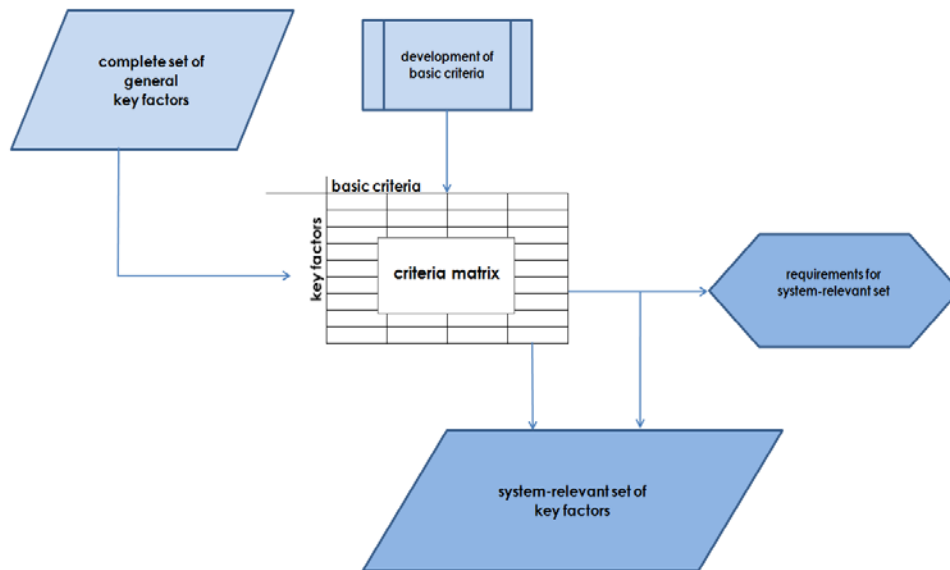 complete set of
general
key factors
development of
basic criteria
basic criteria
key factors
criteria matrix
requirements for
system-relevant set
system-relevant set of
key factors